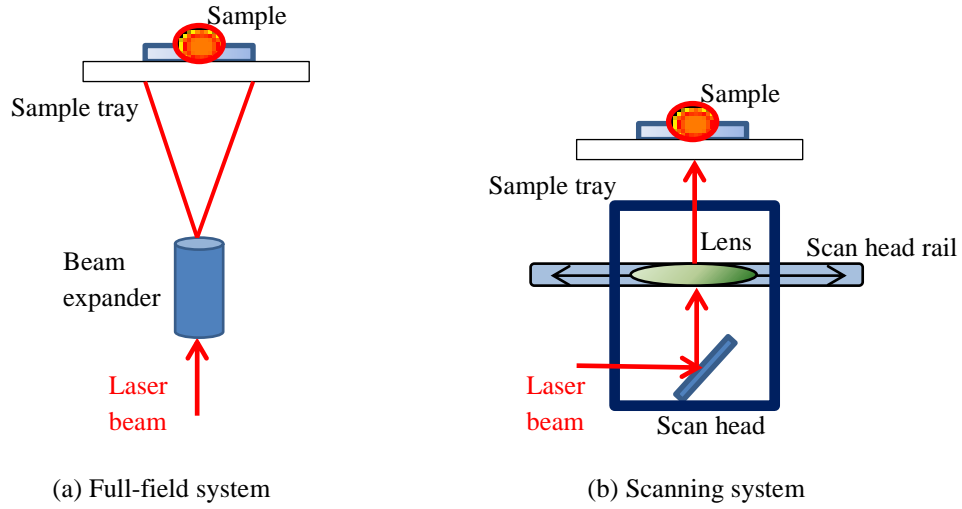 Sample
Sample tray
Beam
expander
Laser
beam
(a) Full-field system
Sample
Sample tray
Lens
Scan head rail
Laser
beam
Scan head
(b) Scanning system